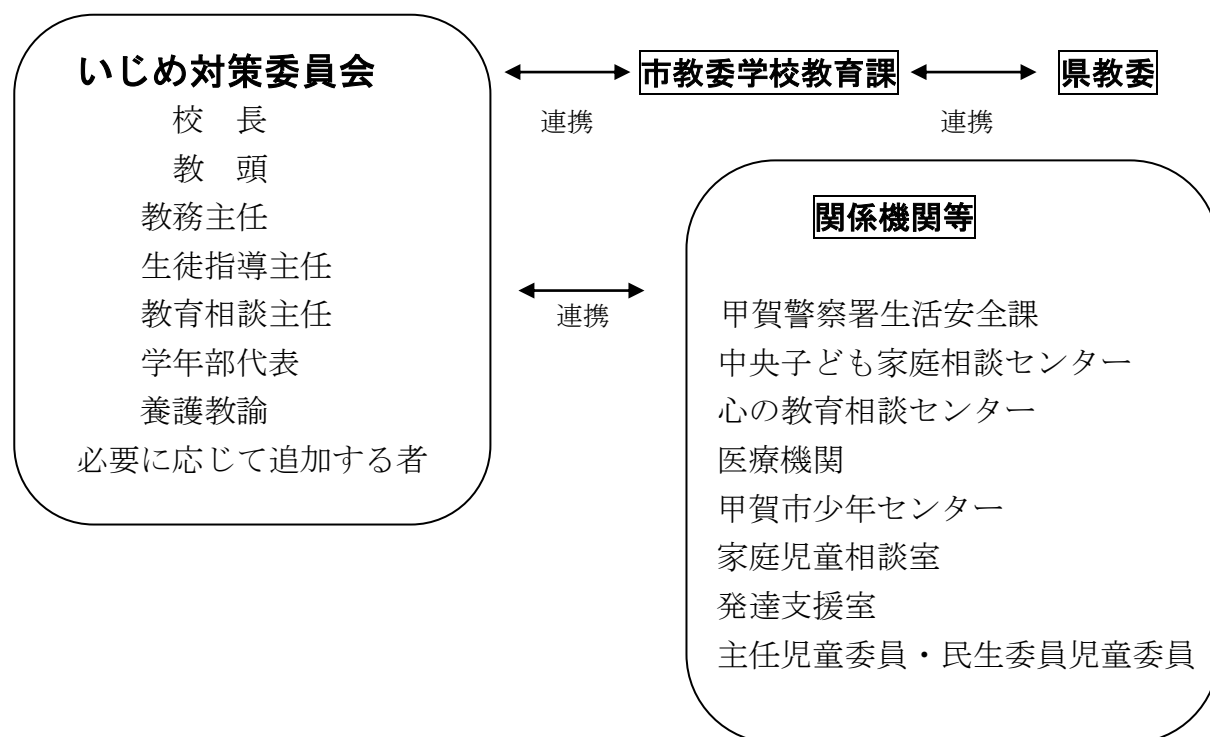 いじめ対策委員会
校　長
教　頭
教務主任
生徒指導主任
教育相談主任
学年部代表
養護教諭
必要に応じて追加する者
連携
市教委学校教育課
連携
県教委
連携
関係機関等
甲賀警察署生活安全課
中央子ども家庭相談センター
心の教育相談センター
医療機関
甲賀市少年センター
家庭児童相談室
発達支援室
主任児童委員・民生委員児童委員